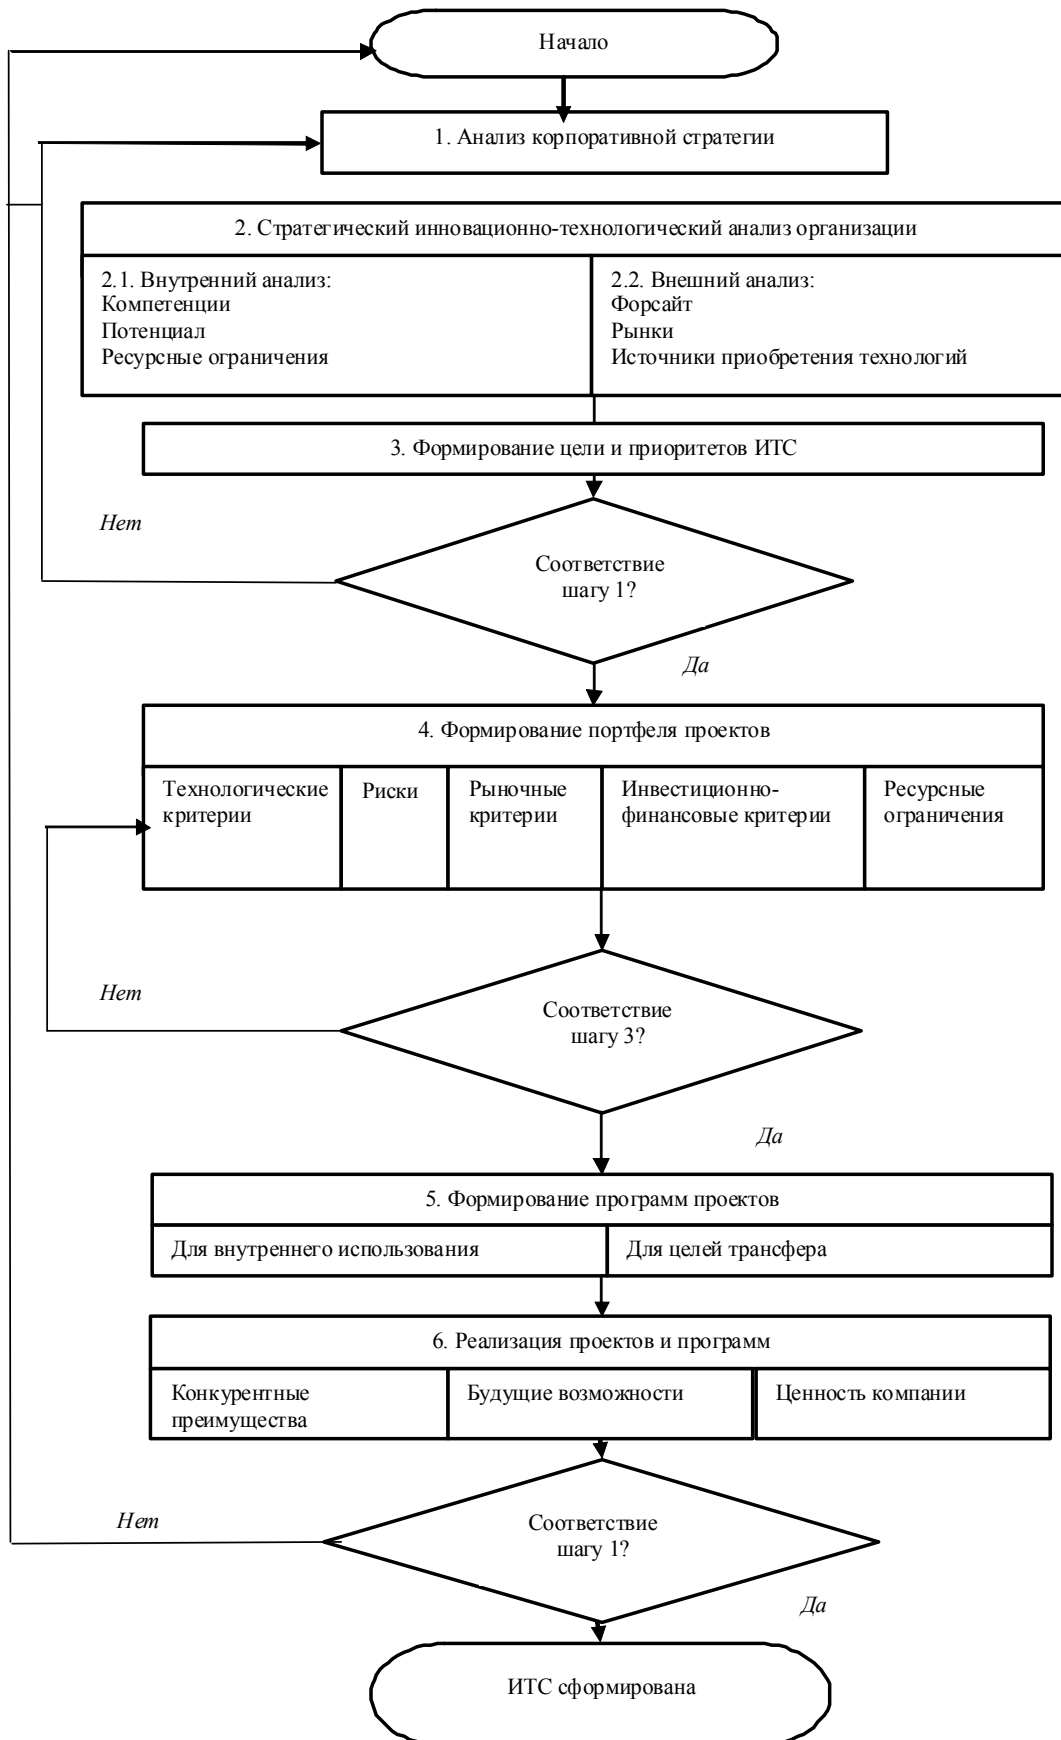 Начало
1. Анализ корпоративной стратегии
2. Стратегический инновационно-технологический анализ организации
2.1. Внутренний анализ:
Компетенции
Потенциал
Ресурсные ограничения
2.2. Внешний анализ:
Форсайт
Рынки
Источники приобретения технологий
3. Формирование цели и приоритетов ИТС
Нет
Соответствие
шагу 1?
Да
4. Формирование портфеля проектов
Технологические
критерии
Риски
Рыночные
критерии
Инвестиционно-
финансовые критерии
Ресурсные
ограничения
Нет
Соответствие
шагу 3?
Да
5. Формирование программ проектов
Для внутреннего использования
Для целей трансфера
6. Реализация проектов и программ
Конкурентные
преимущества
Будущие возможности
Ценность компании
Нет
Соответствие
шагу 1?
Да
ИТС сформирована